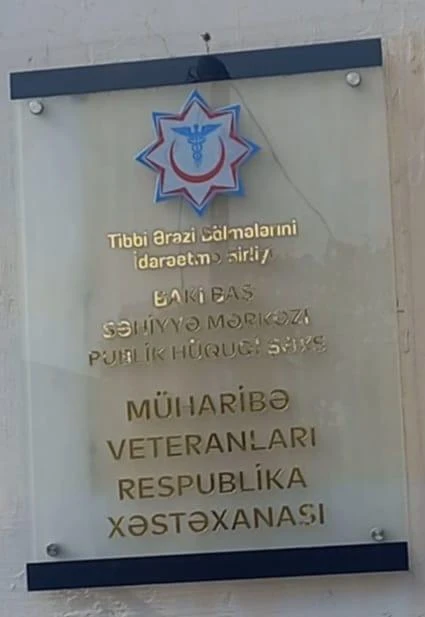 Tibbi Ərazi Bölmələrini
İdarəetmə Birliyi
BAKI BAŞ
SƏHİYYƏ MƏRKƏZİ
PUBLİK HÜQUQİ ŞƏXS
MÜHARİBƏ
VETERANLARI
RESPUBLİKA
XƏSTƏXANASI